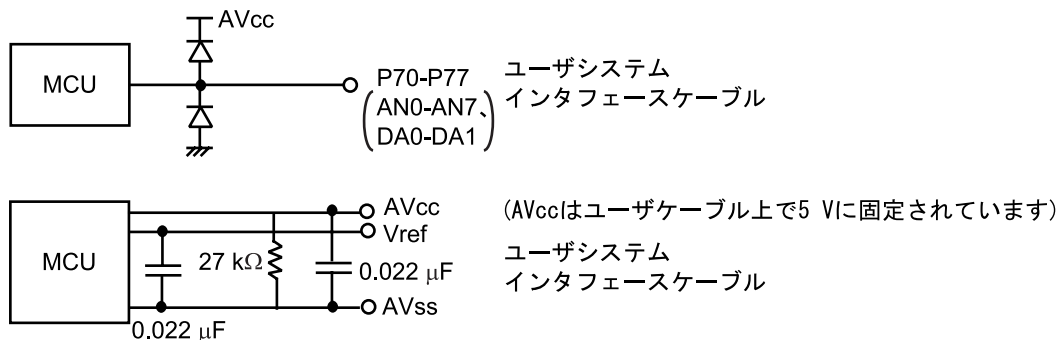 AVcc
MCU
P70-P77
(AN0-AN7、
DA0-DA1)
ユーザシステム
インタフェースケーブル
MCU
AVcc
Vref
27 kΩ
0.022 μF
AVss
0.022 μF
(AVccはユーザケーブル上で5 Vに固定されています)
ユーザシステム
インタフェースケーブル